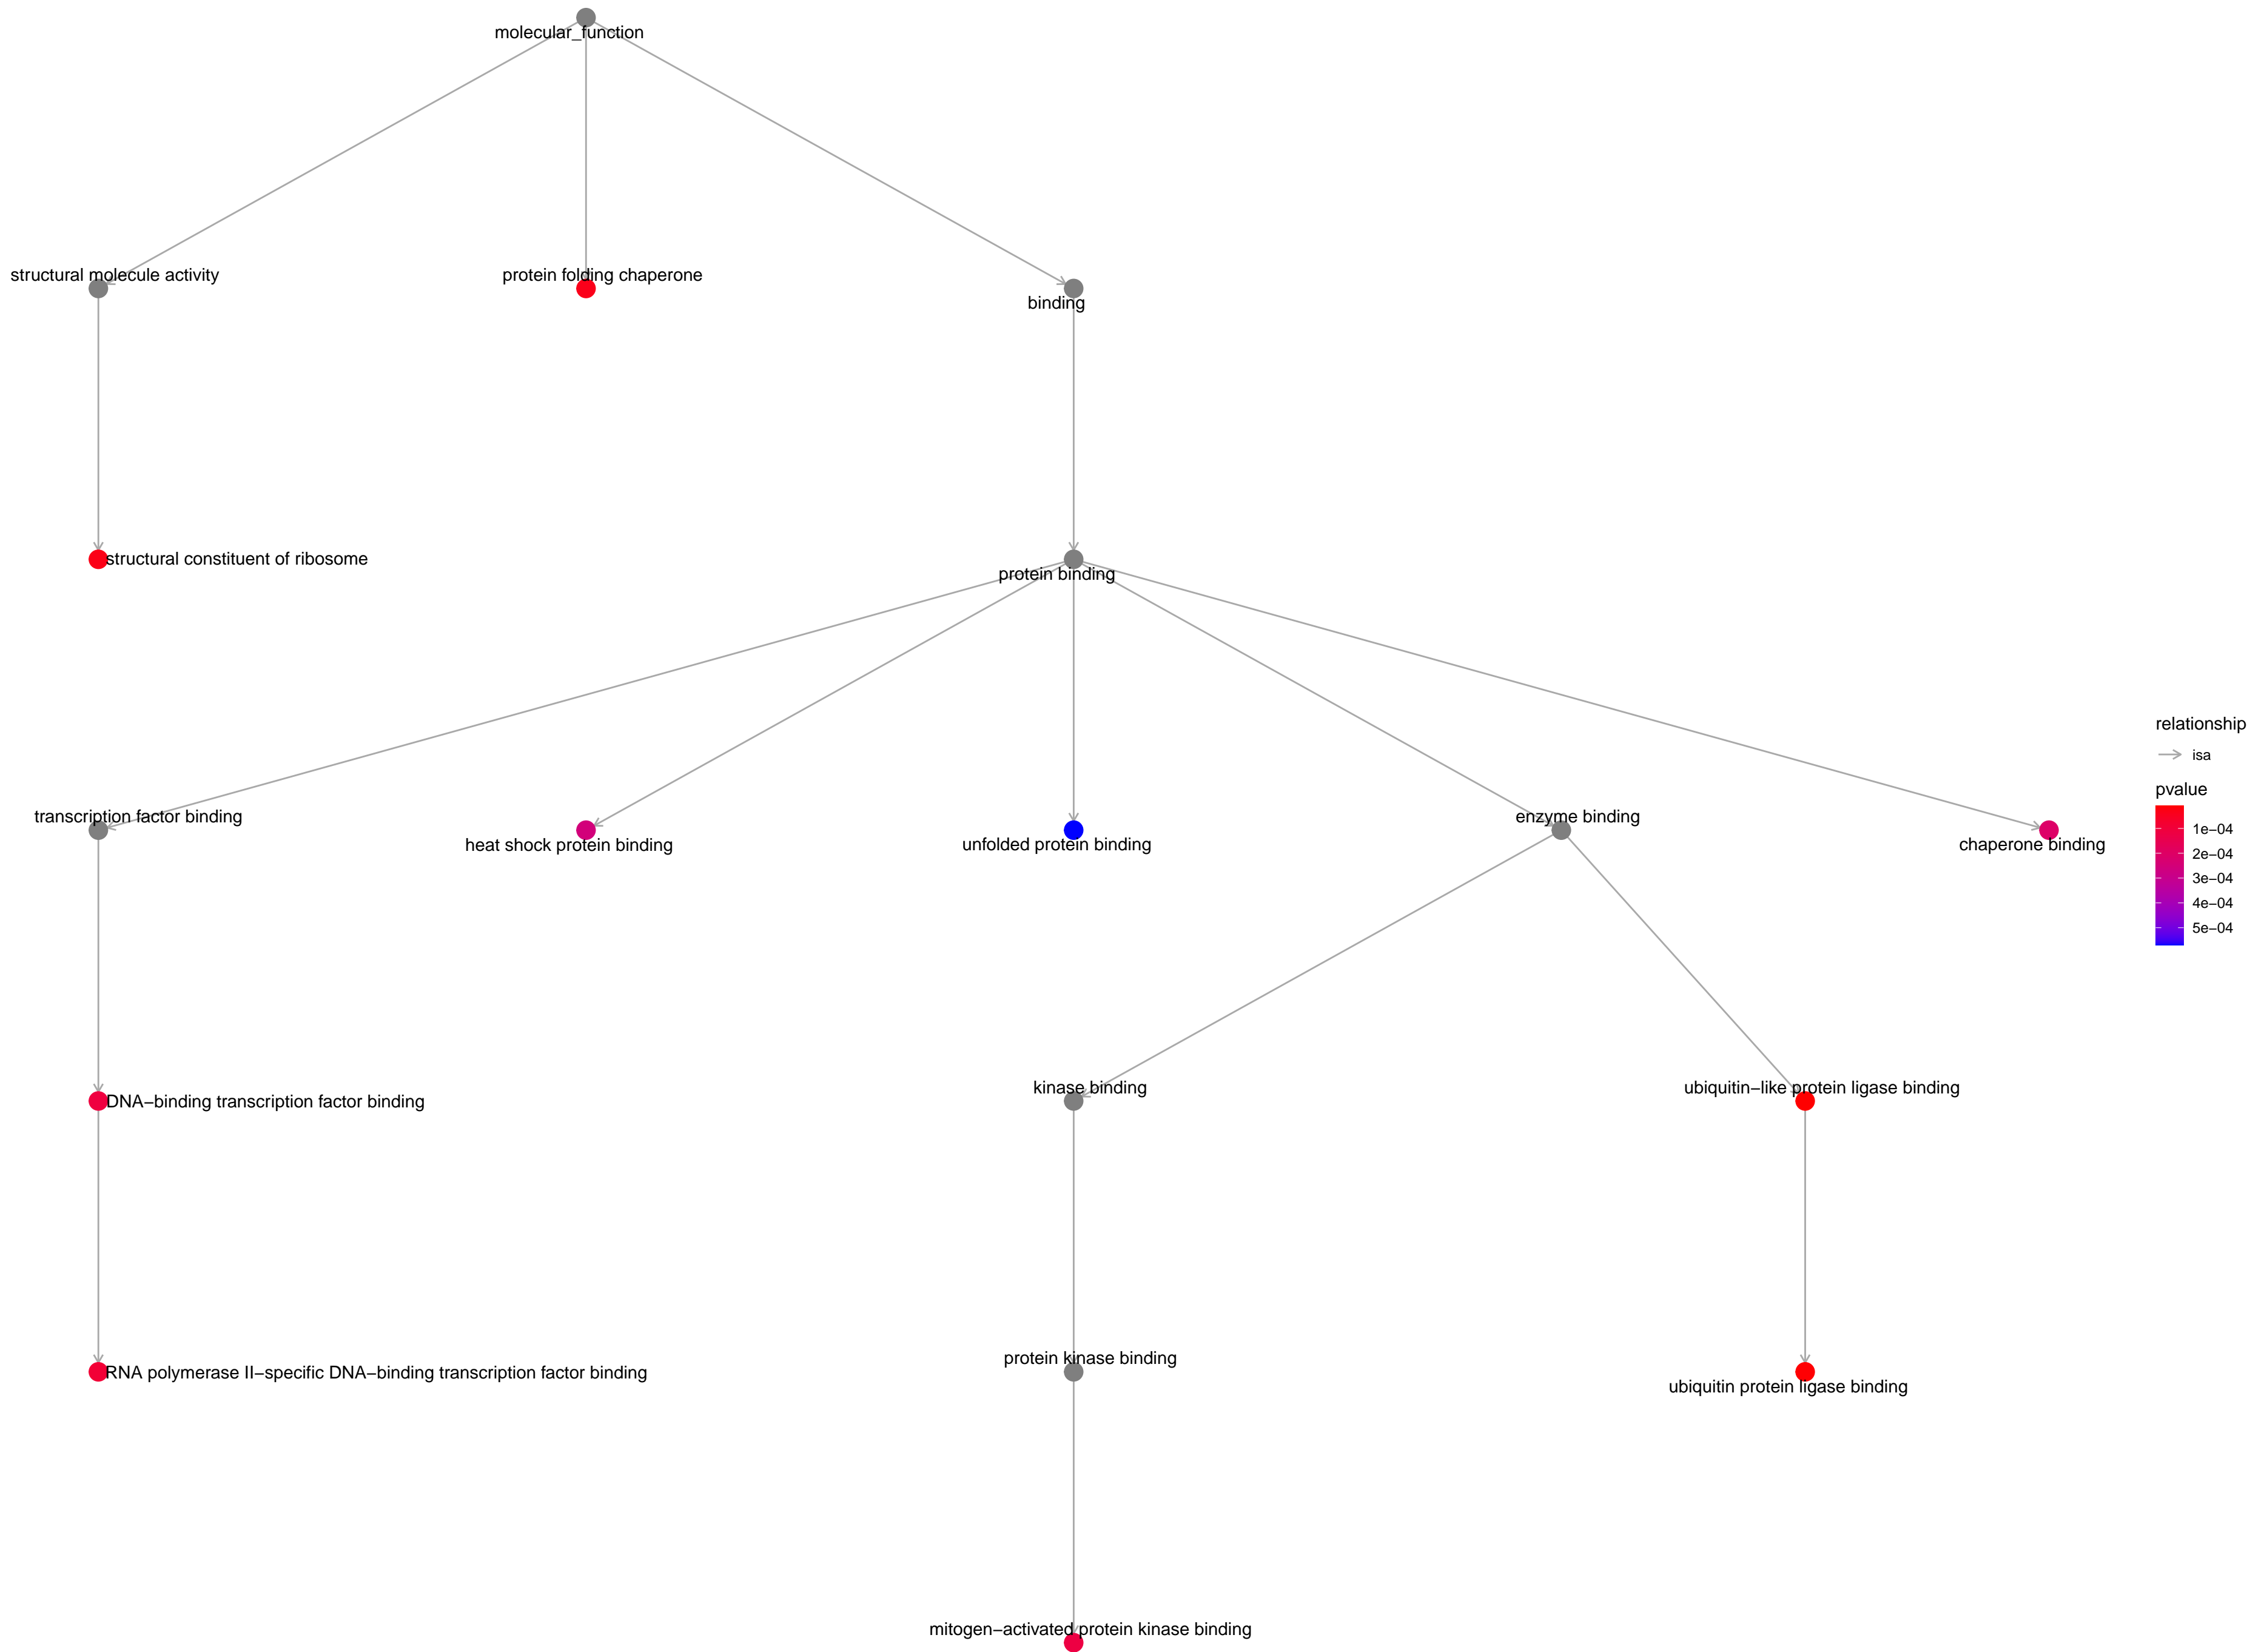 molecular_function
structural molecule activity
protein folding chaperone
binding
structural constituent of ribosome
protein binding
relationship
isa
pvalue
1e−04
2e−04
3e−04
4e−04
5e−04
transcription factor binding
heat shock protein binding
unfolded protein binding
enzyme binding
chaperone binding
kinase binding
ubiquitin−like protein ligase binding
DNA−binding transcription factor binding
protein kinase binding
RNA polymerase II−specific DNA−binding transcription factor binding
ubiquitin protein ligase binding
mitogen−activated protein kinase binding